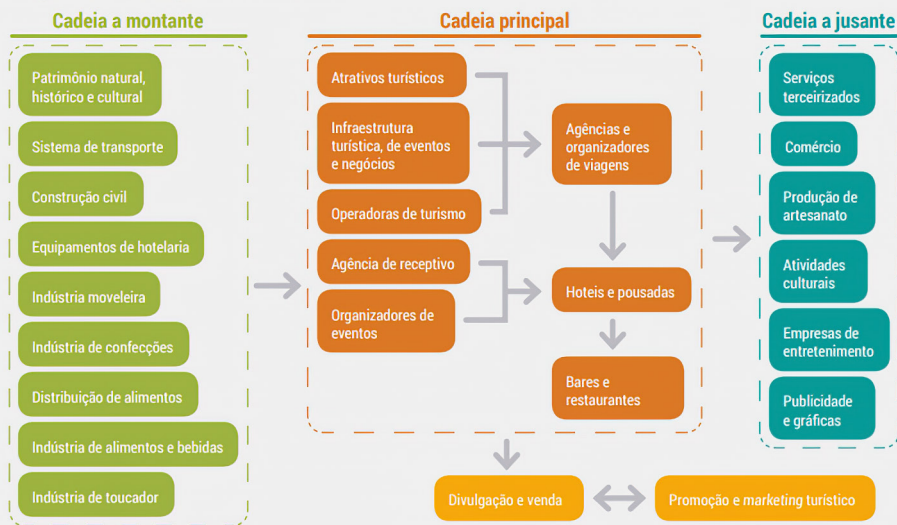 Cadeia a montante
Patrimônio natural,
histórico e cultural
Sistema de transporte
Construção civil
Equipamentos de hotelaria
Indústria moveleira
Indústria de confecções
Distribuição de alimentos
Indústria de alimentos e bebidas
Indústria de toucador
Cadeia principal
Atrativos turísticos
Infraestrutura
turística, de eventos
e negócios
Operadoras de turismo
Agência de receptivo
Organizadores de
eventos
Agências e
organizadores
de viagens
Hoteis e pousadas
Bares e
restaurantes
Divulgação e venda
Promoção e marketing turístico
Cadeia a jusante
Serviços
terceirizados
Comércio
Produção de
artesanato
Atividades
culturais
Empresas de
entretenimento
Publicidade
e gráficas